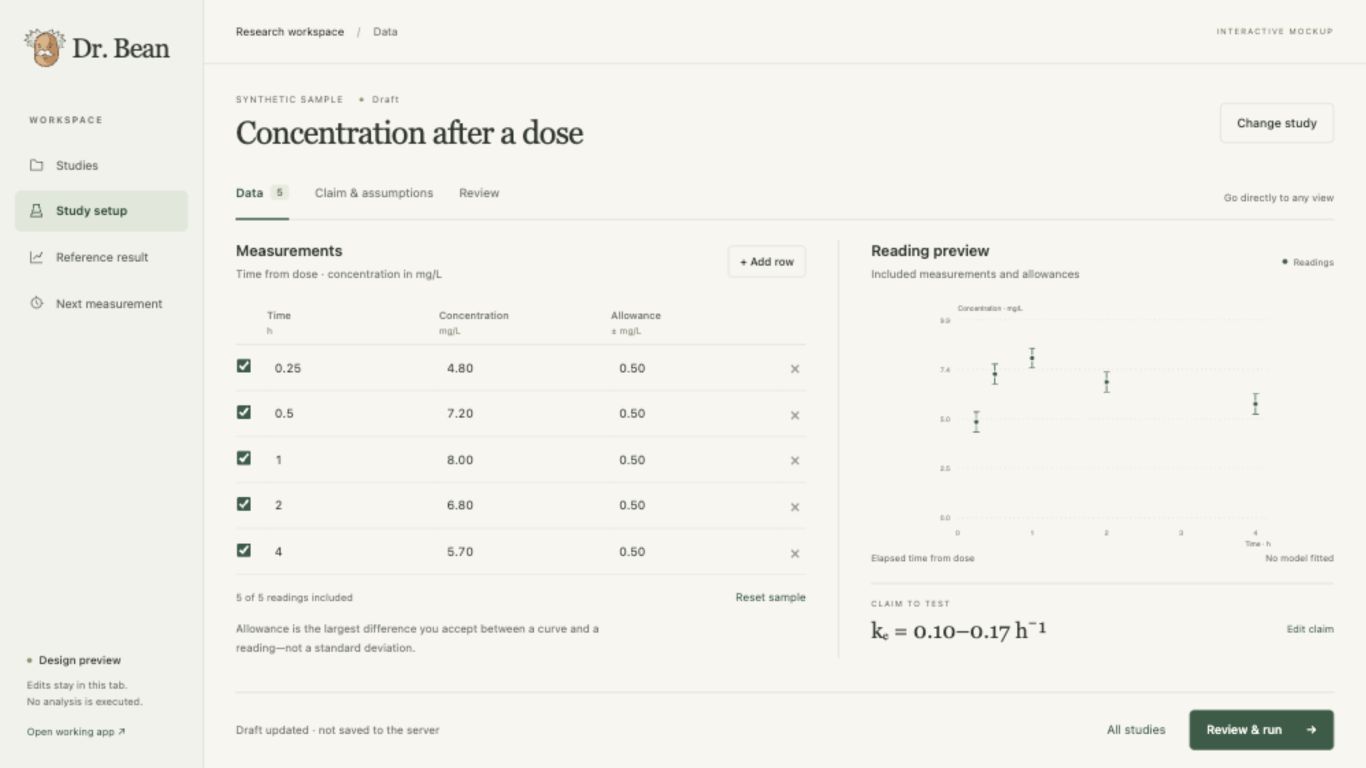 Dr. Bean
WORKSPACE
Studies
Study setup
Reference result
Next measurement
Design preview
Edits stay in this tab.
No analysis is executed.
Open working app ↗
Research workspace / Data
INTERACTIVE MOCKUP
SYNTHETIC SAMPLE • Draft
Concentration after a dose
Change study
Data 5 Claim & assumptions Review
Go directly to any view
Measurements
Time from dose · concentration in mg/L
+ Add row
Time Concentration Allowance
h mg/L ± mg/L
0.25 4.80 0.50 ×
0.5 7.20 0.50 ×
1 8.00 0.50 ×
2 6.80 0.50 ×
4 5.70 0.50 ×
5 of 5 readings included
Reset sample
Allowance is the largest difference you accept between a curve and a
reading—not a standard deviation.
Reading preview
Included measurements and allowances
• Readings
Concentration · mg/L
9.9
7.4
5.0
2.5
0.0
0 1 2 3 4
Time · h
Elapsed time from dose
No model fitted
CLAIM TO TEST
kₑ = 0.10–0.17 h⁻¹
Edit claim
Draft updated · not saved to the server
All studies
Review & run →